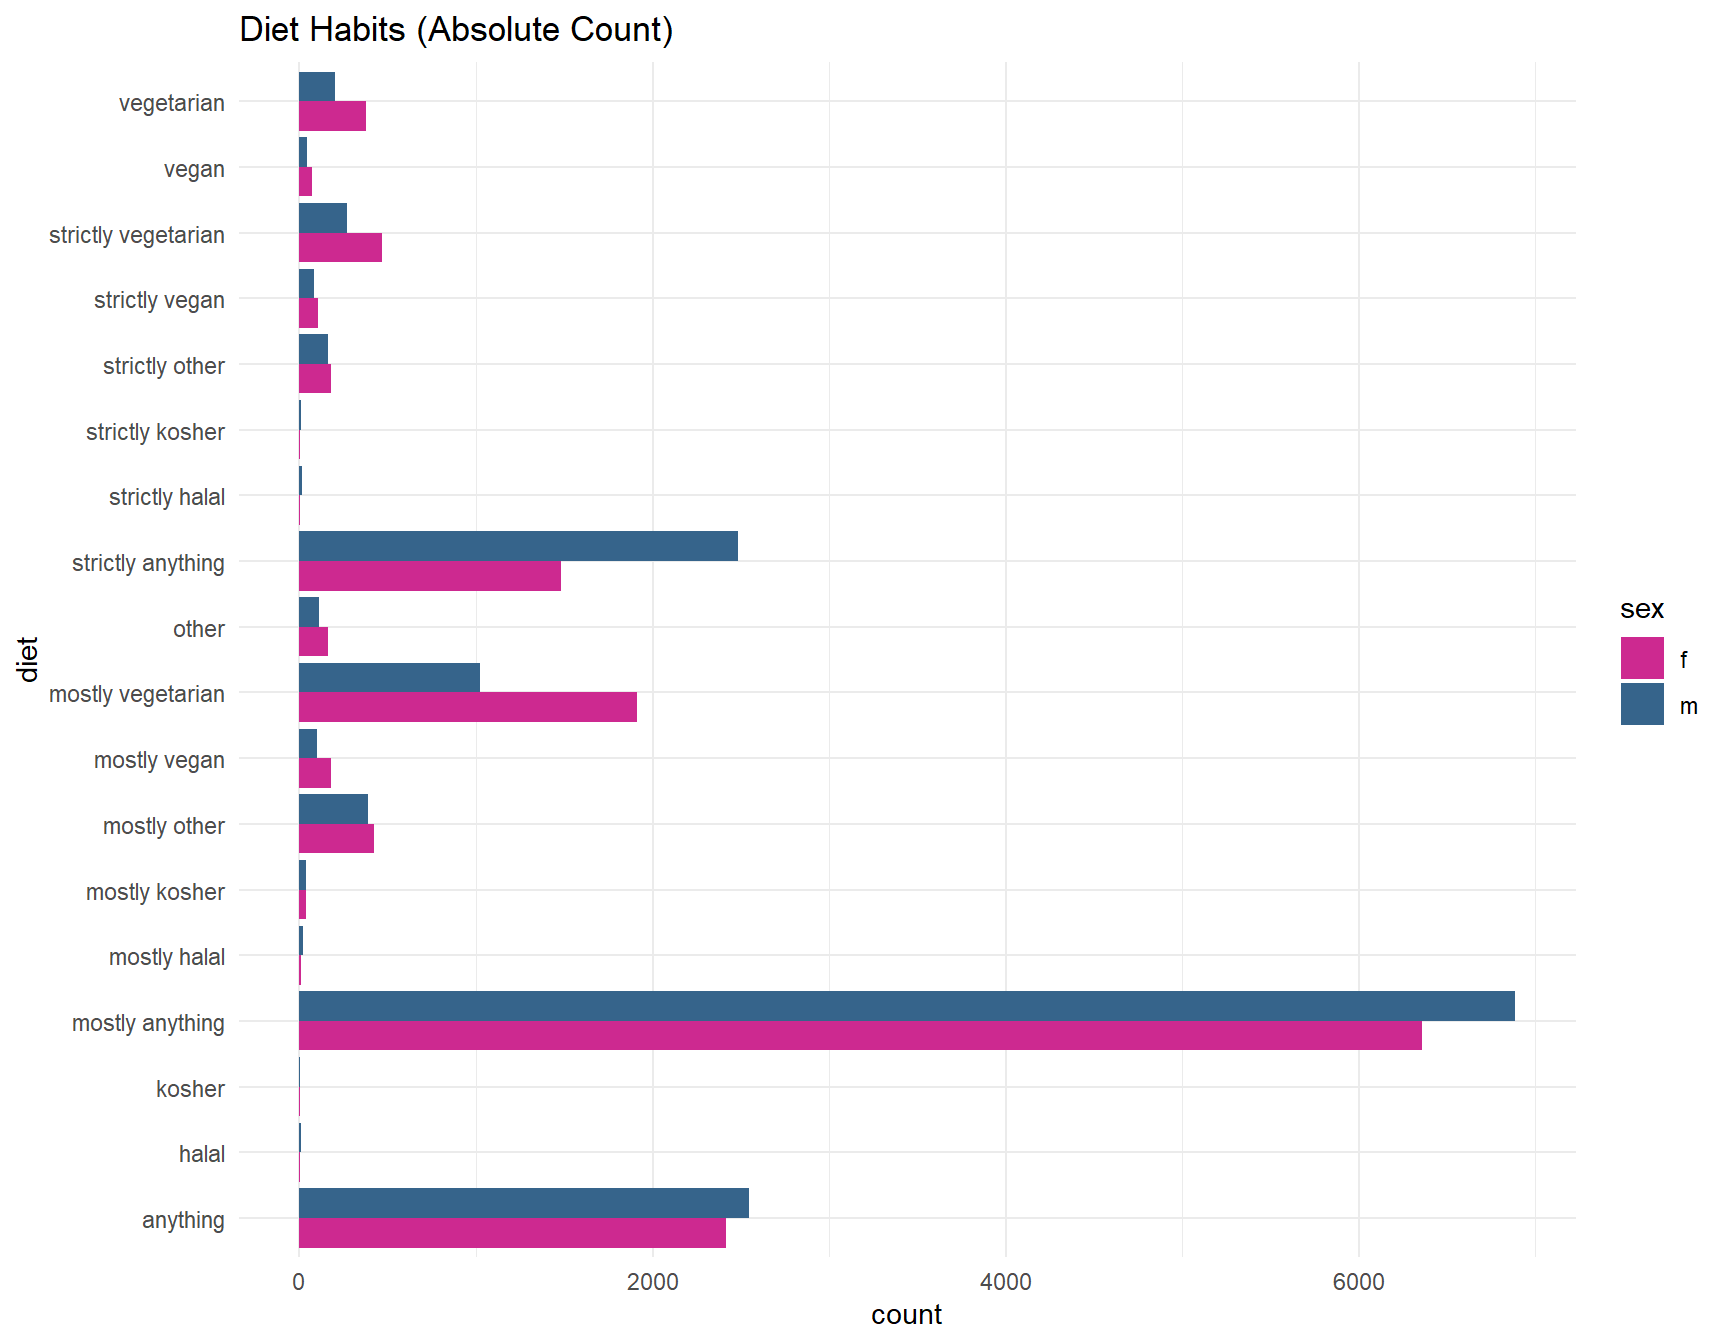 Diet Habits (Absolute Count)
vegetarian
vegan
strictly vegetarian
strictly vegan
strictly other
strictly kosher
strictly halal
strictly anything
other
mostly vegetarian
mostly vegan
mostly other
mostly kosher
mostly halal
mostly anything
kosher
halal
anything
diet
0 2000 4000 6000
count
sex
f
m